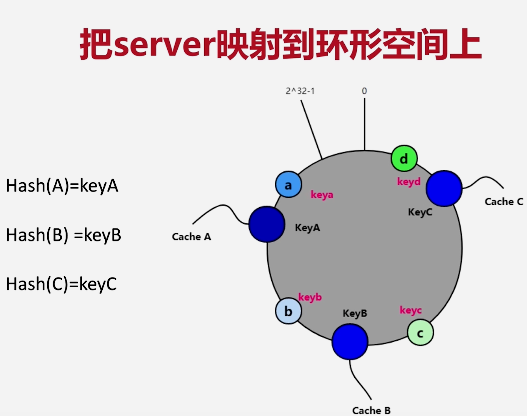 把server映射到环形空间上
2^32-1
0
d
a
keyd
Hash(A)=keyA
keya
KeyC
Cache C
KeyA
Hash(B) =keyB
Cache A
Hash(C)=keyC
keyb
b
KeyB
keyc
c
Cache B